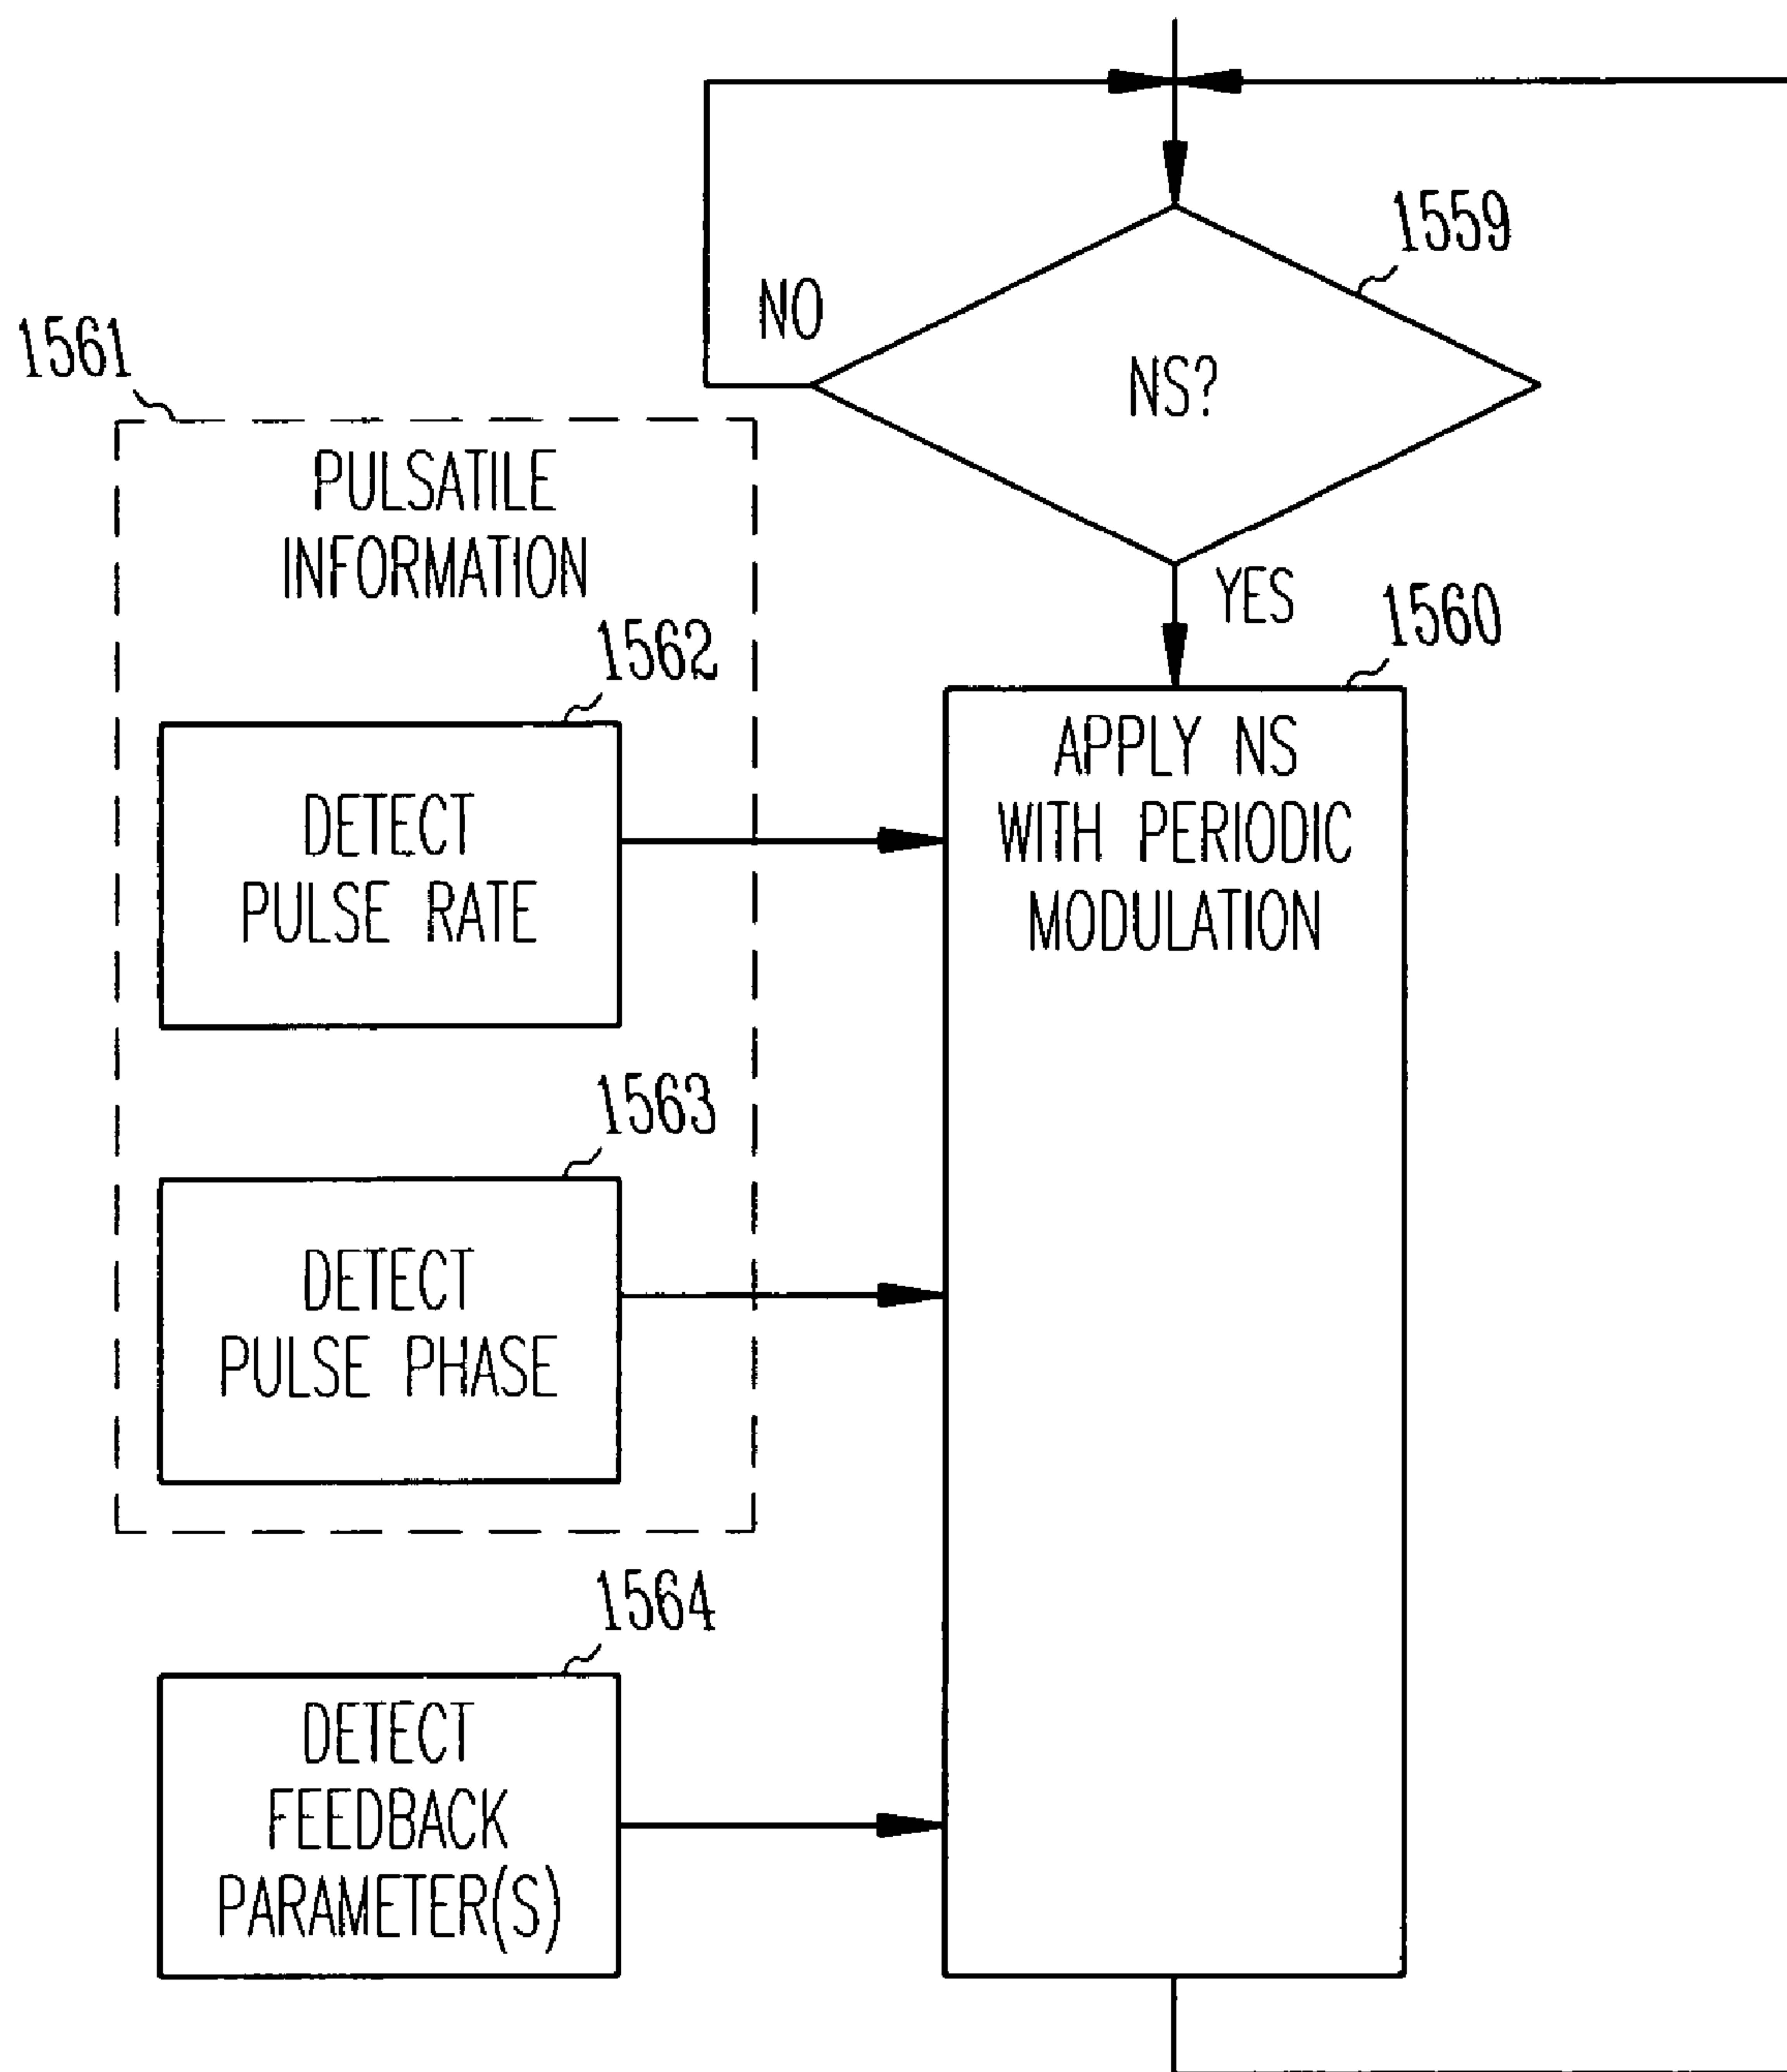 1559
NO
NS?
1561
PULSATILE
INFORMATION
YES
1560
1562
APPLY NS
WITH PERIODIC
MODULATION
DETECT
PULSE RATE
1563
DETECT
PULSE PHASE
1564
DETECT
FEEDBACK
PARAMETER(S)